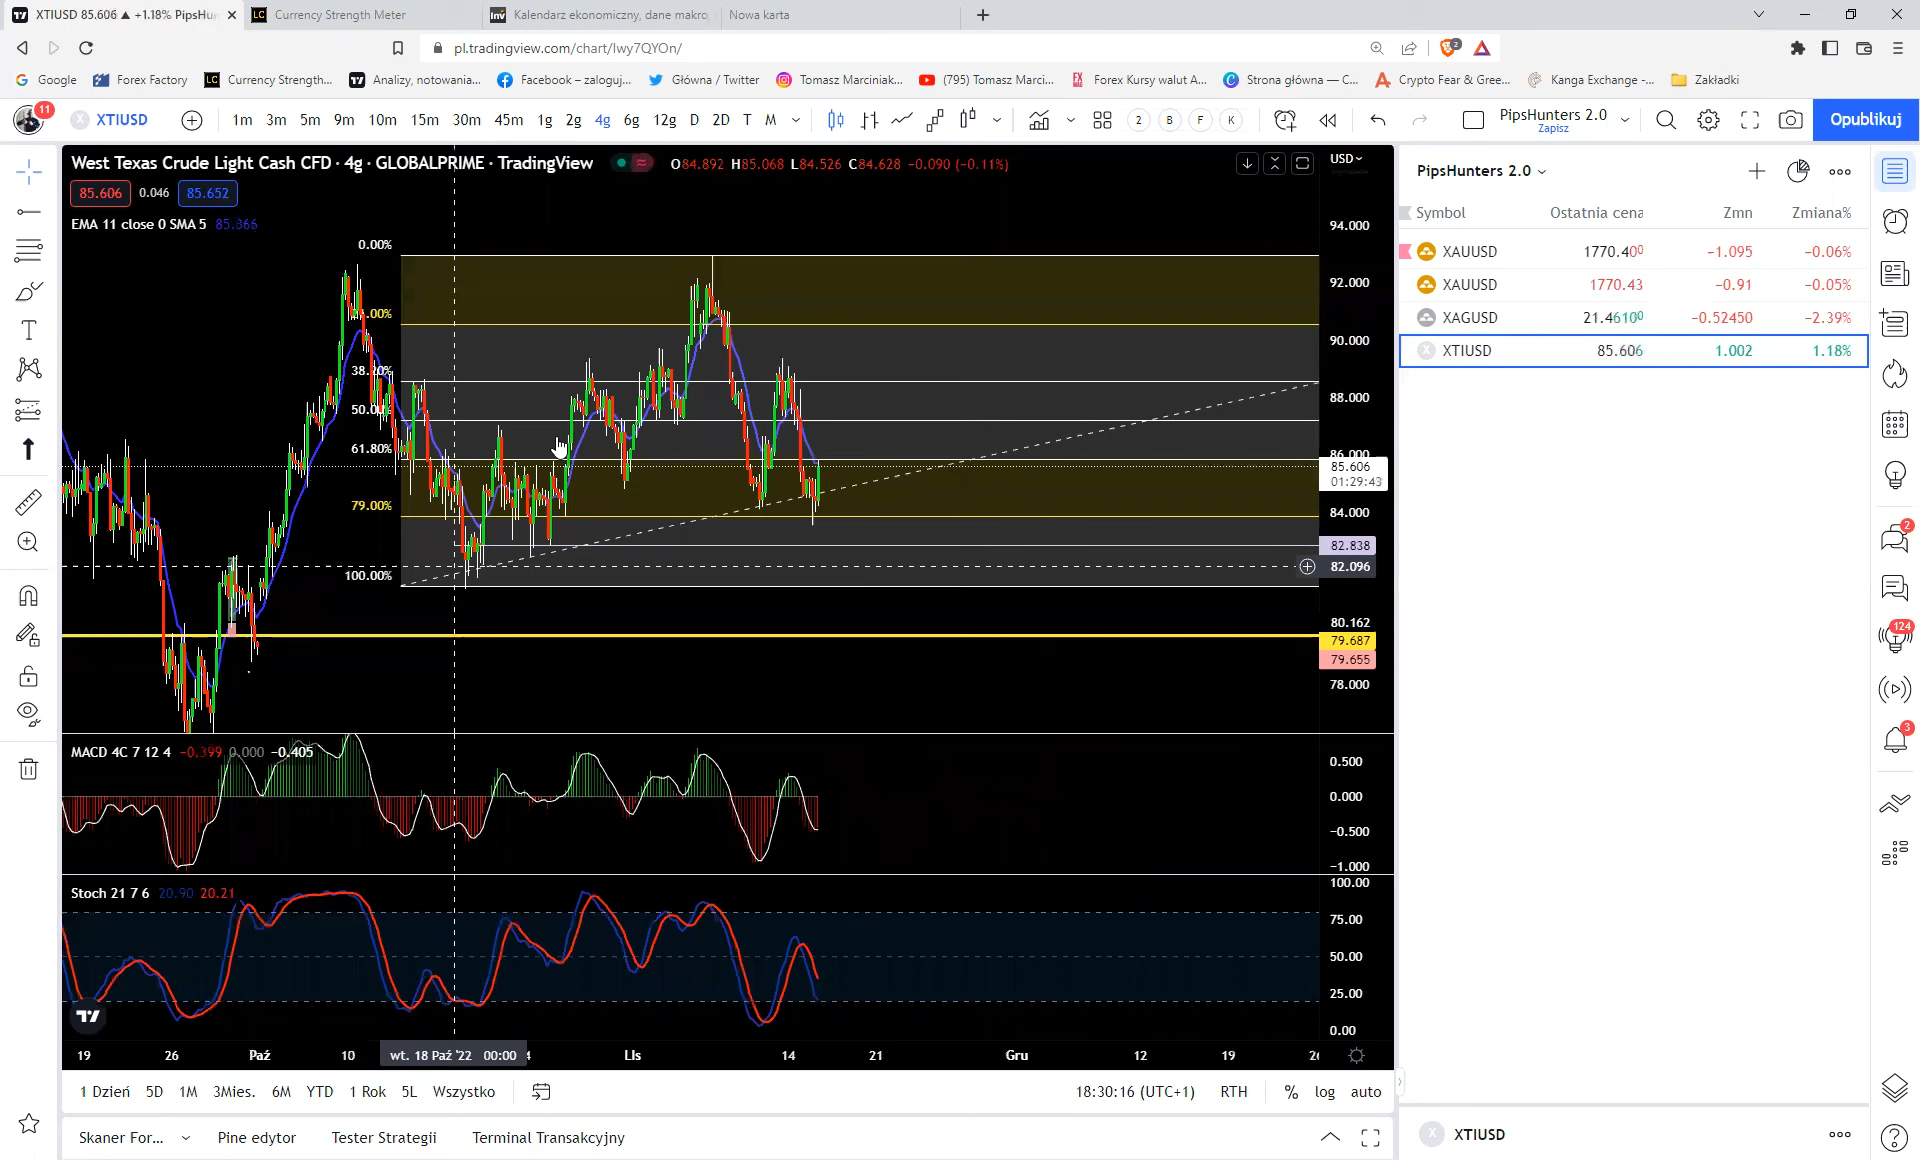 XTIUSD 85.606 ▲ +1.18% PipsHun
Currency Strength Meter
Kalendarz ekonomiczny, dane makro
Nowa karta
pl.tradingview.com/chart/Iwy7QYOn/
2
Google
Forex Factory
Currency Strength...
Analizy, notowania...
Facebook – zaloguj...
Główna / Twitter
Tomasz Marciniak...
(795) Tomasz Marci...
Forex Kursy walut A...
Strona główna — C...
Crypto Fear & Gree...
Kanga Exchange -...
Zakładki
11
XTIUSD
1m 3m 5m 9m 10m 15m 30m 45m 1g 2g 4g 6g 12g D 2D T M
2 B F K
PipsHunters 2.0
Zapisz
Opublikuj
West Texas Crude Light Cash CFD · 4g · GLOBALPRIME · TradingView
O84.892 H85.068 L84.526 C84.628 −0.090 (−0.11%)
USD
85.606 0.046 85.652
EMA 11 close 0 SMA 5 85.866
0.00%
38.20%
50.00%
61.80%
79.00%
100.00%
94.000
92.000
90.000
88.000
86.000
85.606
01:29:43
84.000
82.838
82.096
80.162
79.687
79.655
78.000
MACD 4C 7 12 4 −0.399 0.000 −0.405
0.500
0.000
−0.500
−1.000
Stoch 21 7 6 20.90 20.21
100.00
75.00
50.00
25.00
0.00
19 26 Paź 10 wt. 18 Paź '22 00:00 Lis 14 21 Gru 12 19
1 Dzień 5D 1M 3Mies. 6M YTD 1 Rok 5L Wszystko
18:30:16 (UTC+1) RTH % log auto
Skaner For... Pine edytor Tester Strategii Terminal Transakcyjny
PipsHunters 2.0
Symbol Ostatnia cena Zmn Zmiana%
XAUUSD 1770.400 −1.095 −0.06%
XAUUSD 1770.43 −0.91 −0.05%
XAGUSD 21.46100 −0.52450 −2.39%
XTIUSD 85.606 1.002 1.18%
XTIUSD
2
124
3